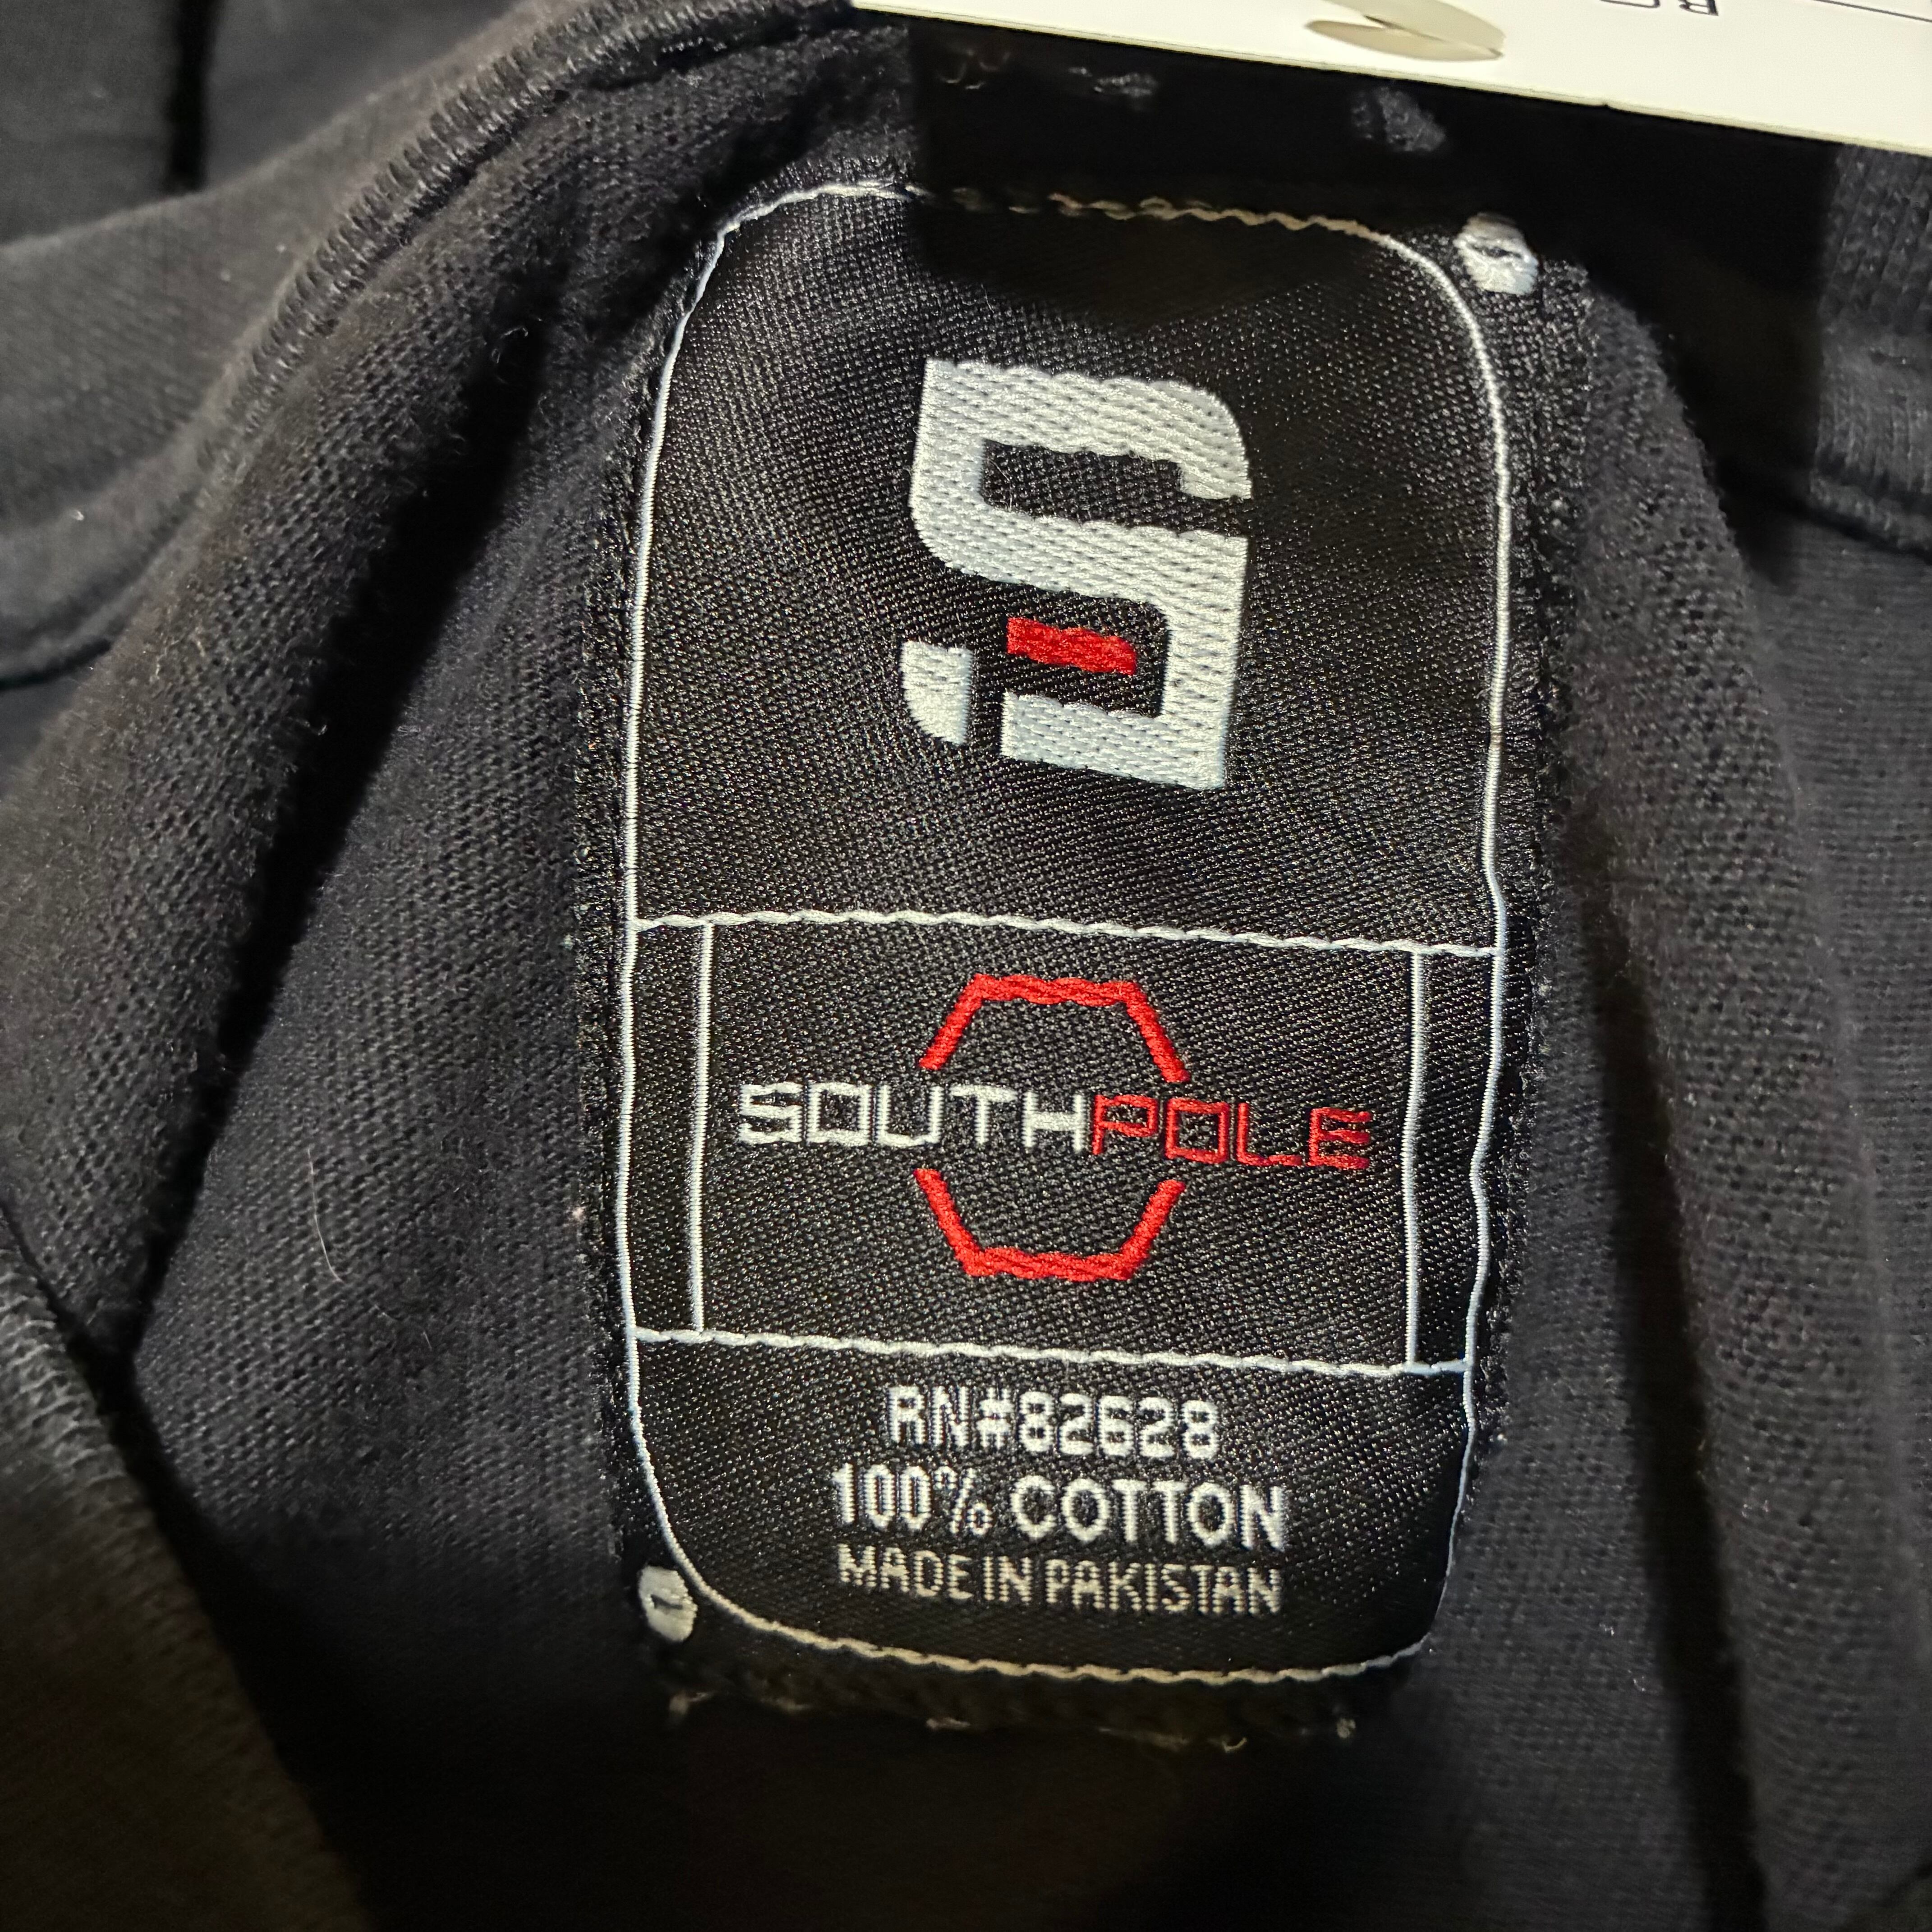 SOUTHPOLE
RN#82628
100% COTTON
MADE IN PAKISTAN